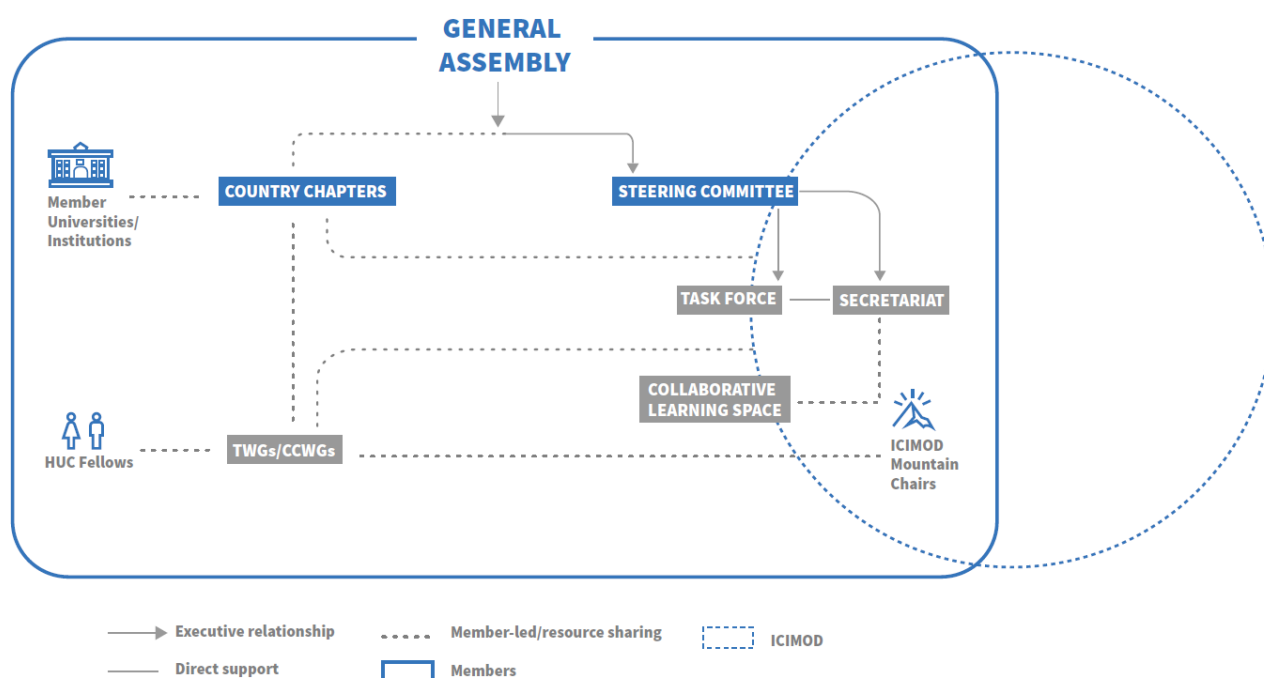 GENERAL
ASSEMBLY
Member
Universities/
Institutions
COUNTRY CHAPTERS
STEERING COMMITTEE
TASK FORCE
SECRETARIAT
COLLABORATIVE
LEARNING SPACE
HUC Fellows
TWGs/CCWGs
ICIMOD
Mountain
Chairs
Executive relationship
Member-led/resource sharing
ICIMOD
Direct support
Members